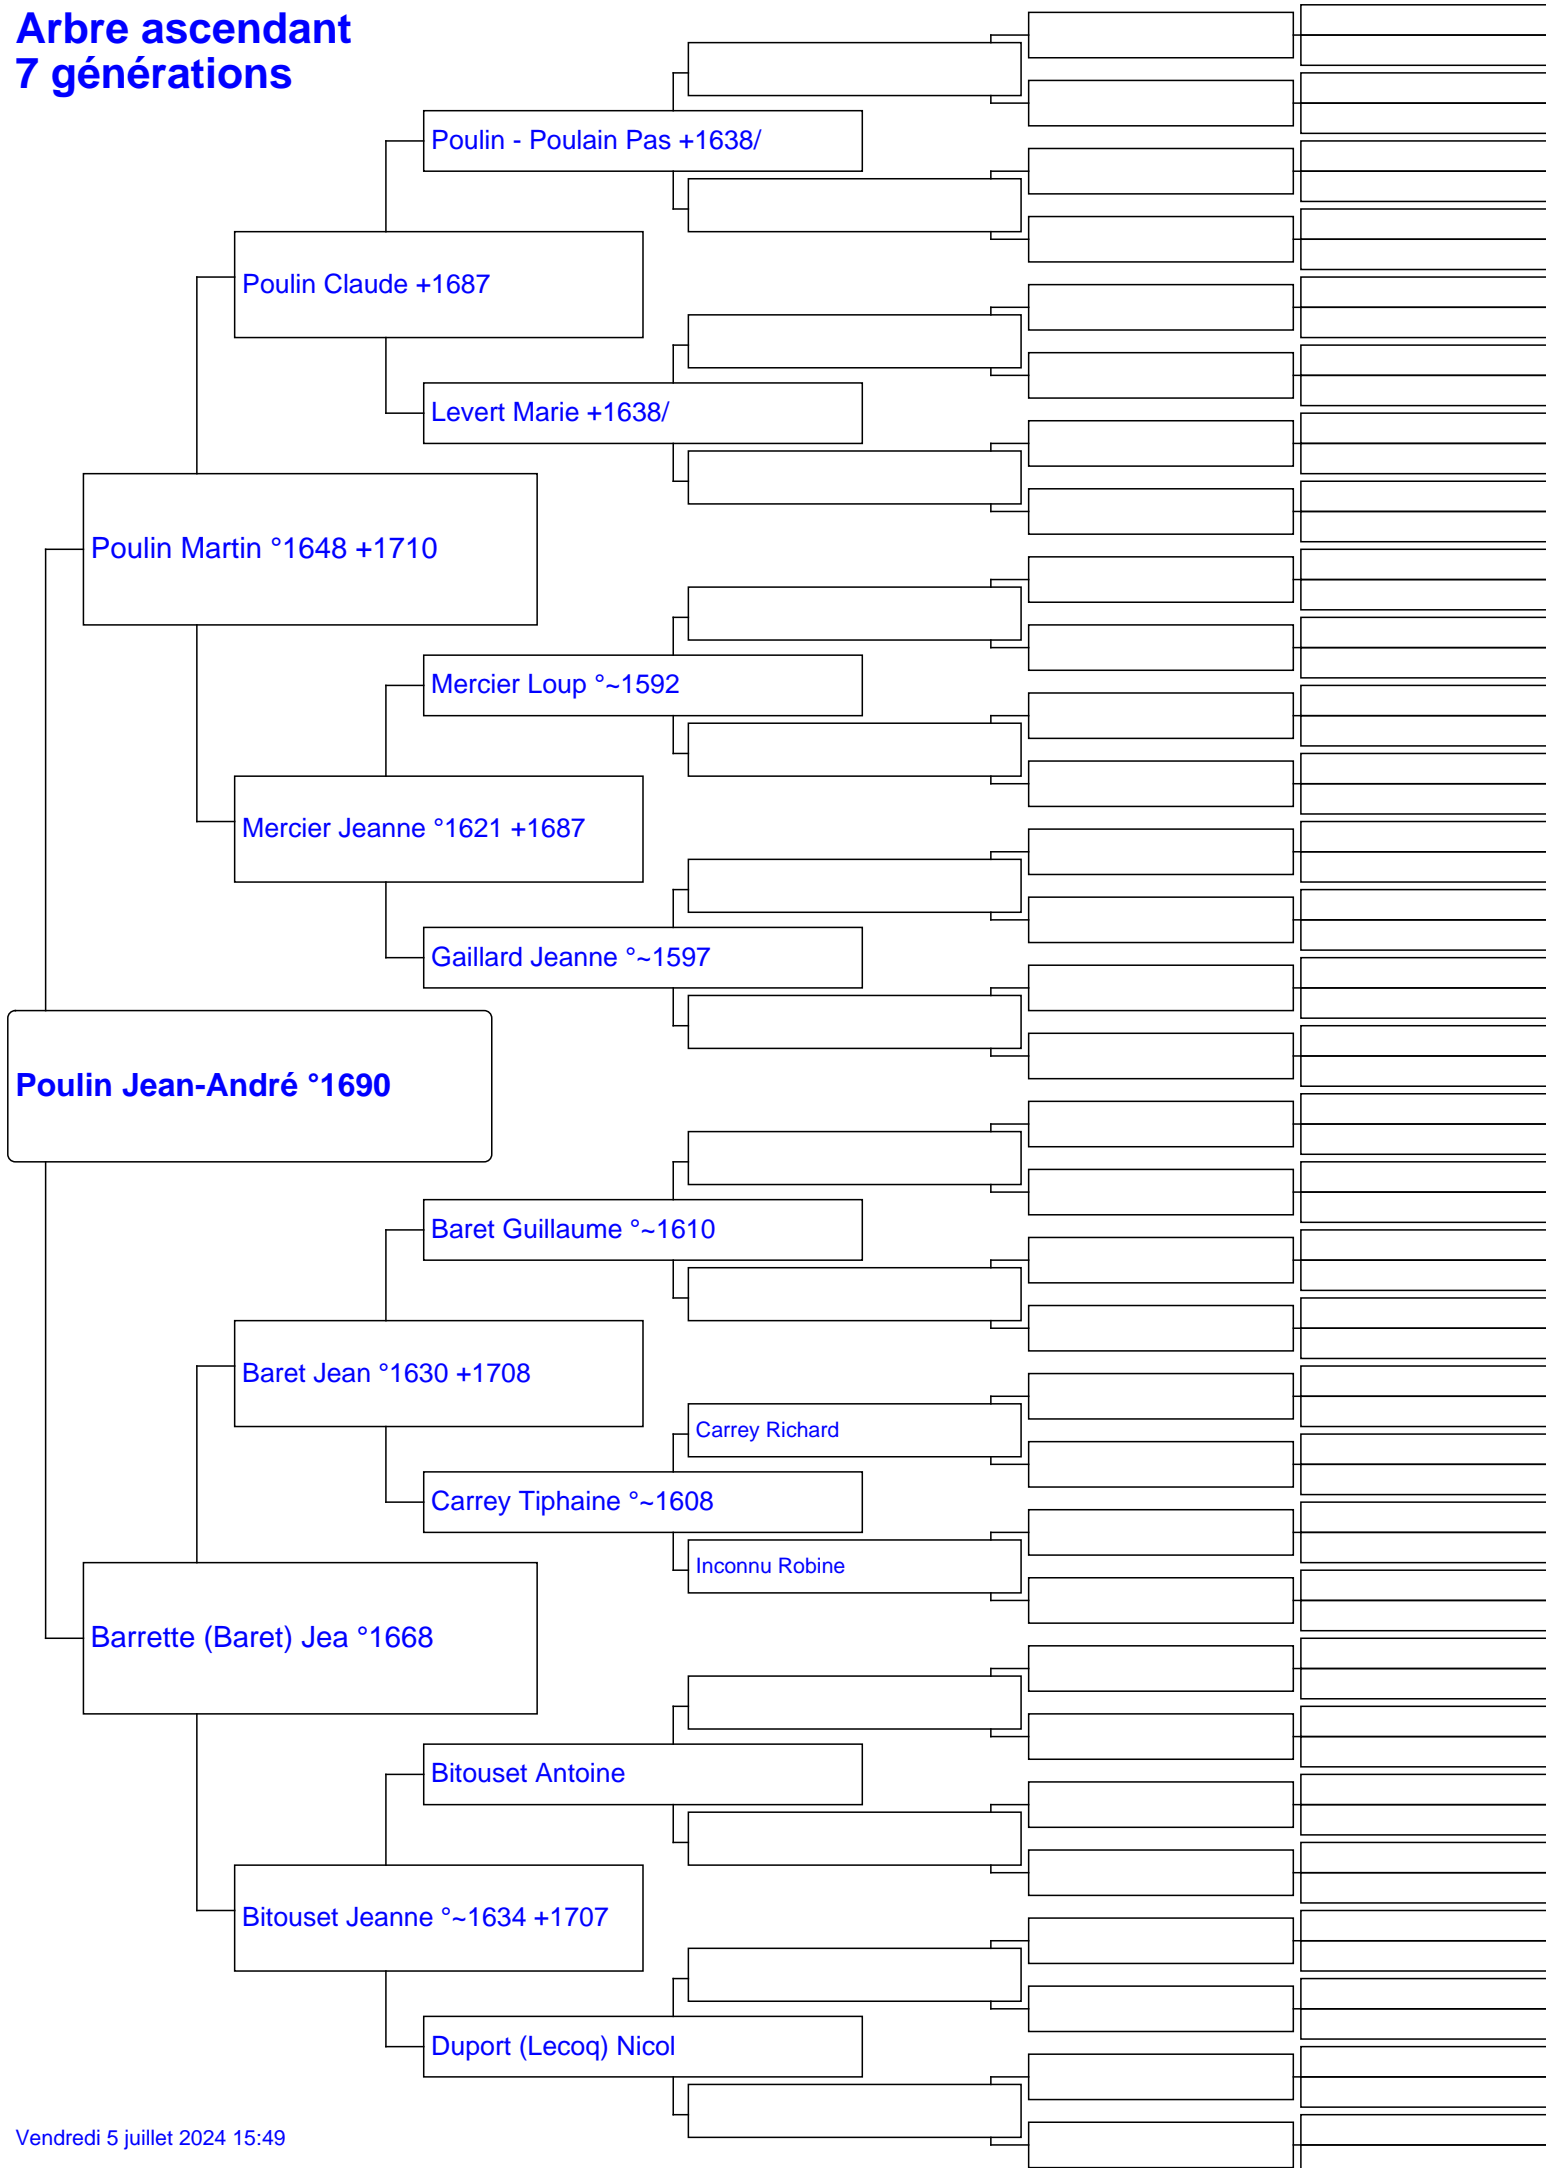 Arbre ascendant
7 générations
Poulin - Poulain Pas +1638/
Poulin Claude +1687
Levert Marie +1638/
Poulin Martin °1648 +1710
Mercier Loup °~1592
Mercier Jeanne °1621 +1687
Gaillard Jeanne °~1597
Poulin Jean-André °1690
Baret Guillaume °~1610
Baret Jean °1630 +1708
Carrey Richard
Carrey Tiphaine °~1608
Inconnu Robine
Barrette (Baret) Jea °1668
Bitouset Antoine
Bitouset Jeanne °~1634 +1707
Duport (Lecoq) Nicol
Vendredi 5 juillet 2024 15:49